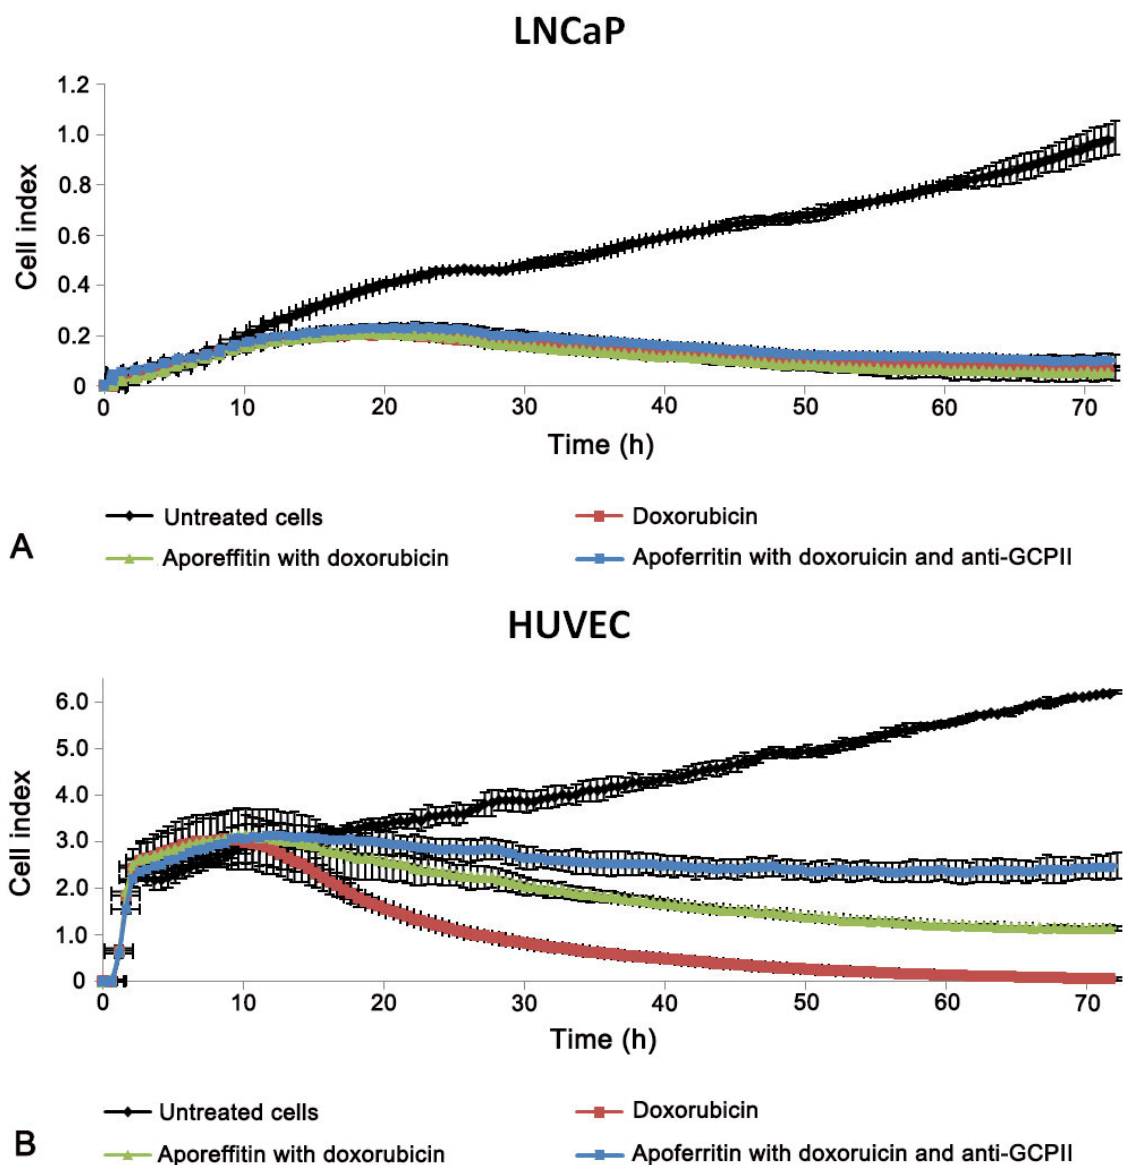 LNCaP
1.2
1.0
0.8
0.6
0.4
0.2
0
Cell index
0 10 20 30 40 50 60 70
Time (h)
Untreated cells Doxorubicin
Aporeffitin with doxorubicin Apoferritin with doxoruicin and anti-GCPII
A
HUVEC
6.0
5.0
4.0
3.0
2.0
1.0
0
Cell index
0 10 20 30 40 50 60 70
Time (h)
Untreated cells Doxorubicin
Aporeffitin with doxorubicin Apoferritin with doxoruicin and anti-GCPII
B